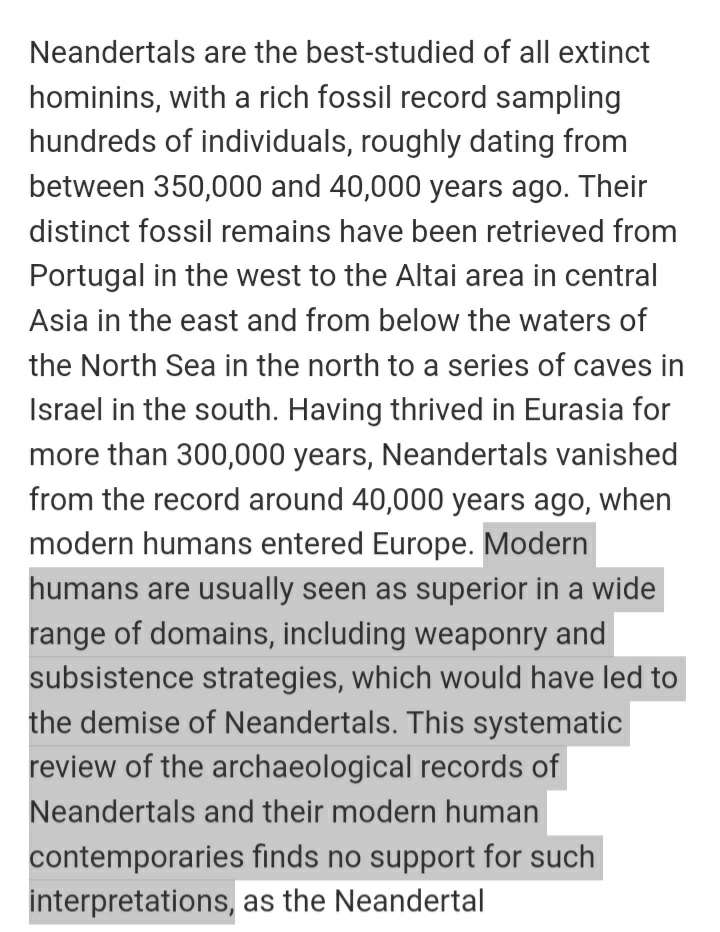 Neandertals are the best-studied of all extinct
hominins, with a rich fossil record sampling
hundreds of individuals, roughly dating from
between 350,000 and 40,000 years ago. Their
distinct fossil remains have been retrieved from
Portugal in the west to the Altai area in central
Asia in the east and from below the waters of
the North Sea in the north to a series of caves in
Israel in the south. Having thrived in Eurasia for
more than 300,000 years, Neandertals vanished
from the record around 40,000 years ago, when
modern humans entered Europe. Modern
humans are usually seen as superior in a wide
range of domains, including weaponry and
subsistence strategies, which would have led to
the demise of Neandertals. This systematic
review of the archaeological records of
Neandertals and their modern human
contemporaries finds no support for such
interpretations, as the Neandertal